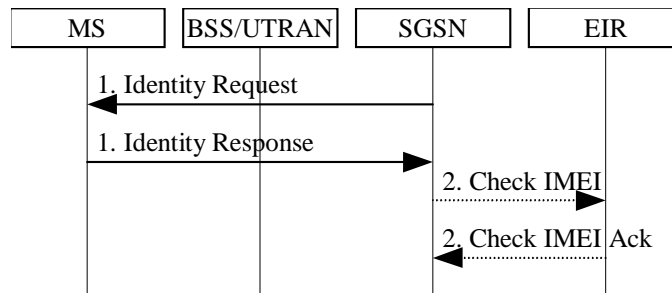 MS BSS/UTRAN SGSN EIR
1. Identity Request
1. Identity Response
2. Check IMEI
2. Check IMEI Ack